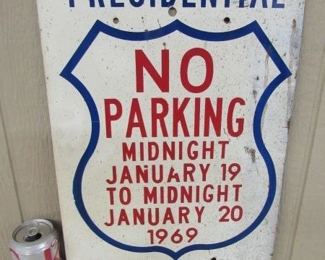 PRESIDENTIAL
NO
PARKING
MIDNIGHT
JANUARY 19
TO MIDNIGHT
JANUARY 20
1969